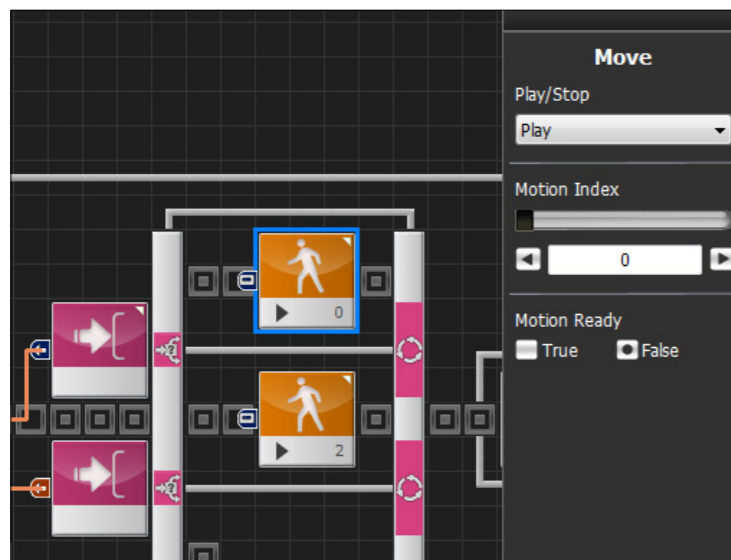 Move
Play/Stop
Play
Motion Index
0
Motion Ready
True
False
0
2